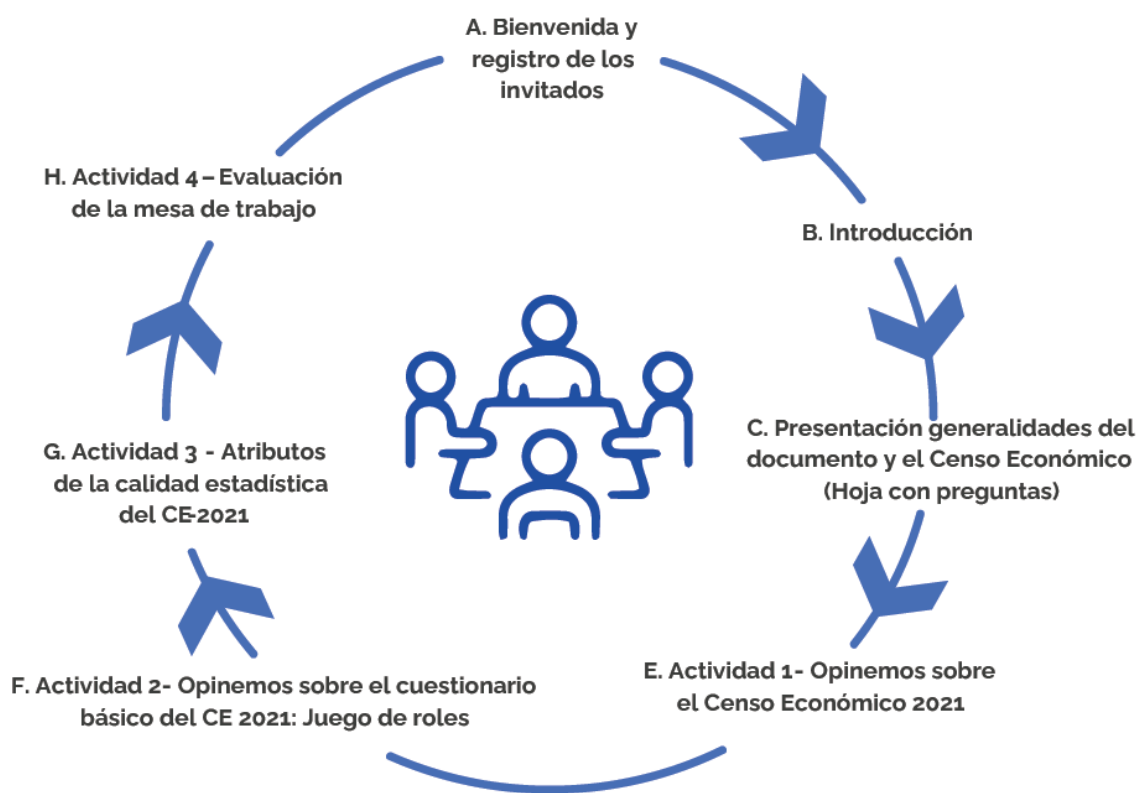 A. Bienvenida y
registro de los
invitados
B. Introducción
C. Presentación generalidades del
documento y el Censo Económico
(Hoja con preguntas)
E. Actividad 1- Opinemos sobre
el Censo Económico 2021
F. Actividad 2- Opinemos sobre el cuestionario
básico del CE 2021: Juego de roles
G. Actividad 3 - Atributos
de la calidad estadística
del CE-2021
H. Actividad 4 – Evaluación
de la mesa de trabajo